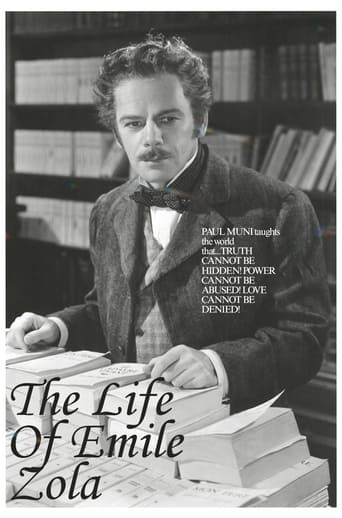 PAUL MUNI taughts
the world
that...TRUTH
CANNOT BE
HIDDEN! POWER
CANNOT BE
ABUSED! LOVE
CANNOT BE
DENIED!
The Life
Of Emile
Zola